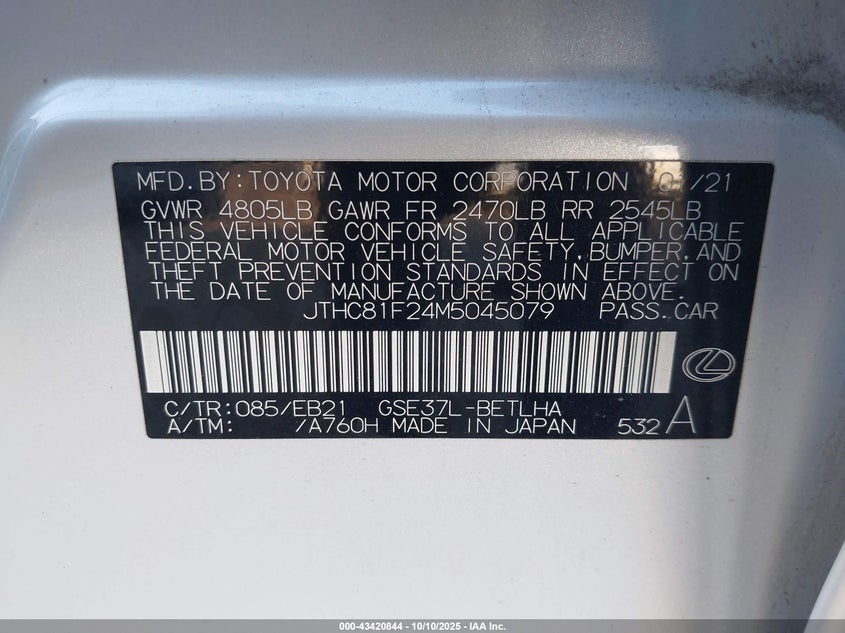 MFD.BY:TOYOTA MOTOR CORPORATION 01/21
GVWR 4805LB GAWR FR 2470LB RR 2545LB
THIS VEHICLE CONFORMS TO ALL APPLICABLE
FEDERAL MOTOR VEHICLE SAFETY,BUMPER,AND
THEFT PREVENTION STANDARDS IN EFFECT ON
THE DATE OF MANUFACTURE SHOWN ABOVE.
JTHC81F24M5045079 PASS.CAR
C/TR:085/EB21 GSE37L-BETLHA
A/TM: /A760H MADE IN JAPAN 532 A
000-43420844 - 10/10/2025 - IAA Inc.